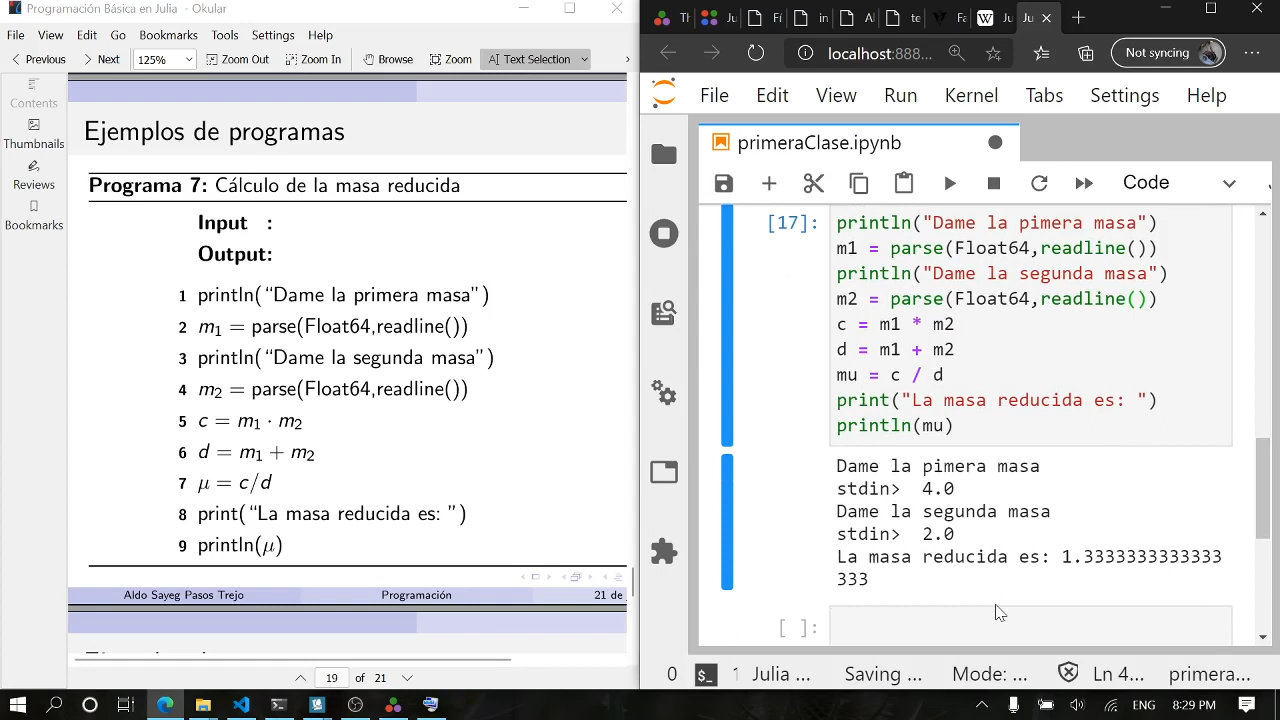 Programación Básica en Julia - Okular
File View Edit Go Bookmarks Tools Settings Help
Previous Next 125% Zoom Out Zoom In Browse Zoom Text Selection
Contents
Thumbnails
Reviews
Bookmarks
Ejemplos de programas
Programa 7: Cálculo de la masa reducida
Input :
Output:
1 println("Dame la primera masa")
2 m₁ = parse(Float64,readline())
3 println("Dame la segunda masa")
4 m₂ = parse(Float64,readline())
5 c = m₁ · m₂
6 d = m₁ + m₂
7 μ = c/d
8 print("La masa reducida es: ")
9 println(μ)
Aldo Sayeg Pasos Trejo Programación 21 de
19 of 21
Ju
localhost:888... Not syncing
File Edit View Run Kernel Tabs Settings Help
primeraClase.ipynb
Code
[17]: println("Dame la pimera masa")
m1 = parse(Float64,readline())
println("Dame la segunda masa")
m2 = parse(Float64,readline())
c = m1 * m2
d = m1 + m2
mu = c / d
print("La masa reducida es: ")
println(mu)
Dame la pimera masa
stdin> 4.0
Dame la segunda masa
stdin> 2.0
La masa reducida es: 1.3333333333333
333
[ ]:
0 $_ 1 Julia ... Saving ... Mode: ... Ln 4... primera...
ENG 8:29 PM